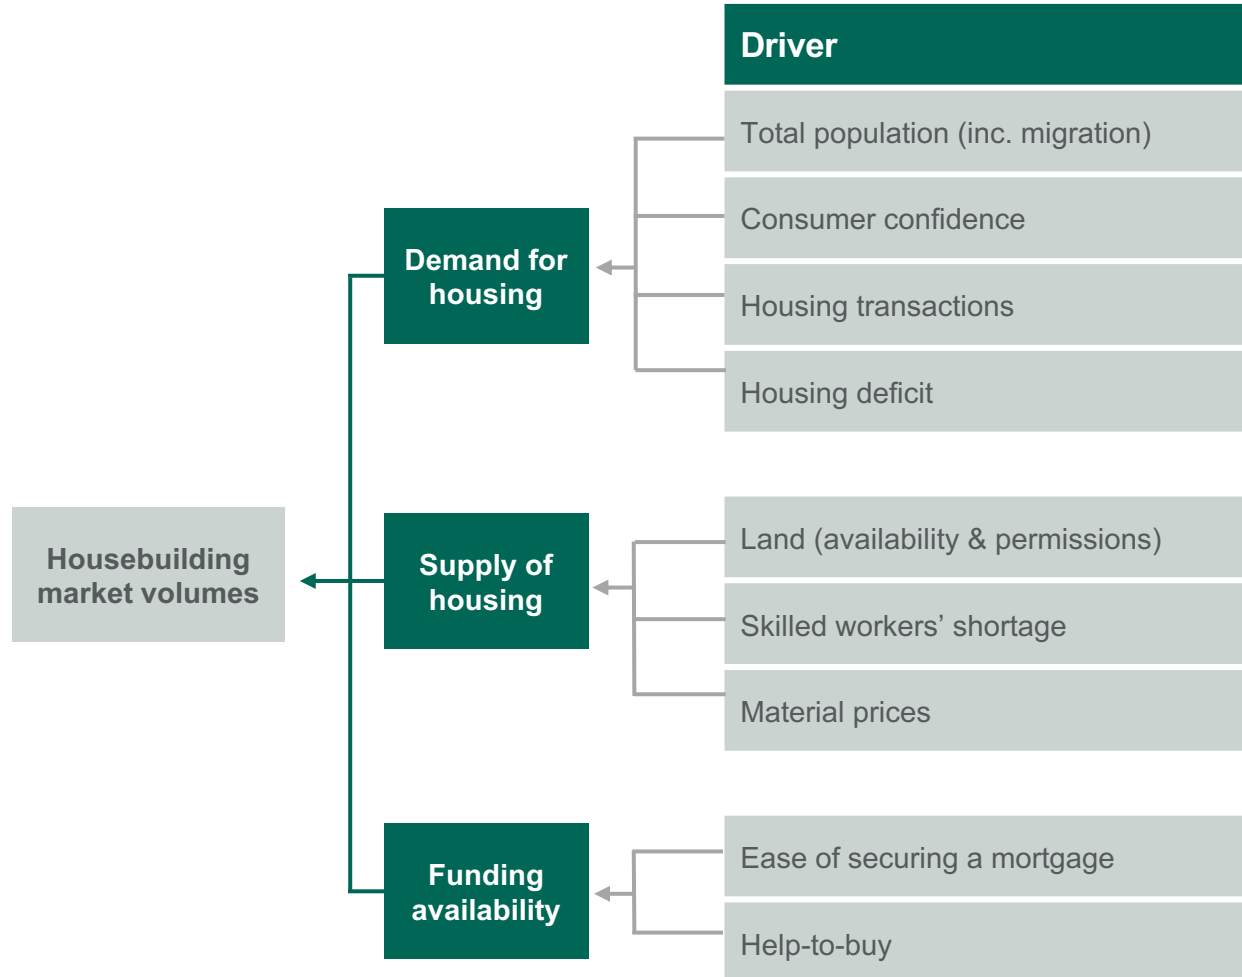 Driver
Total population (inc. migration)
Consumer confidence
Demand for
housing
Housing transactions
Housing deficit
Housebuilding
market volumes
Land (availability & permissions)
Supply of
housing
Skilled workers’ shortage
Material prices
Ease of securing a mortgage
Funding
availability
Help-to-buy